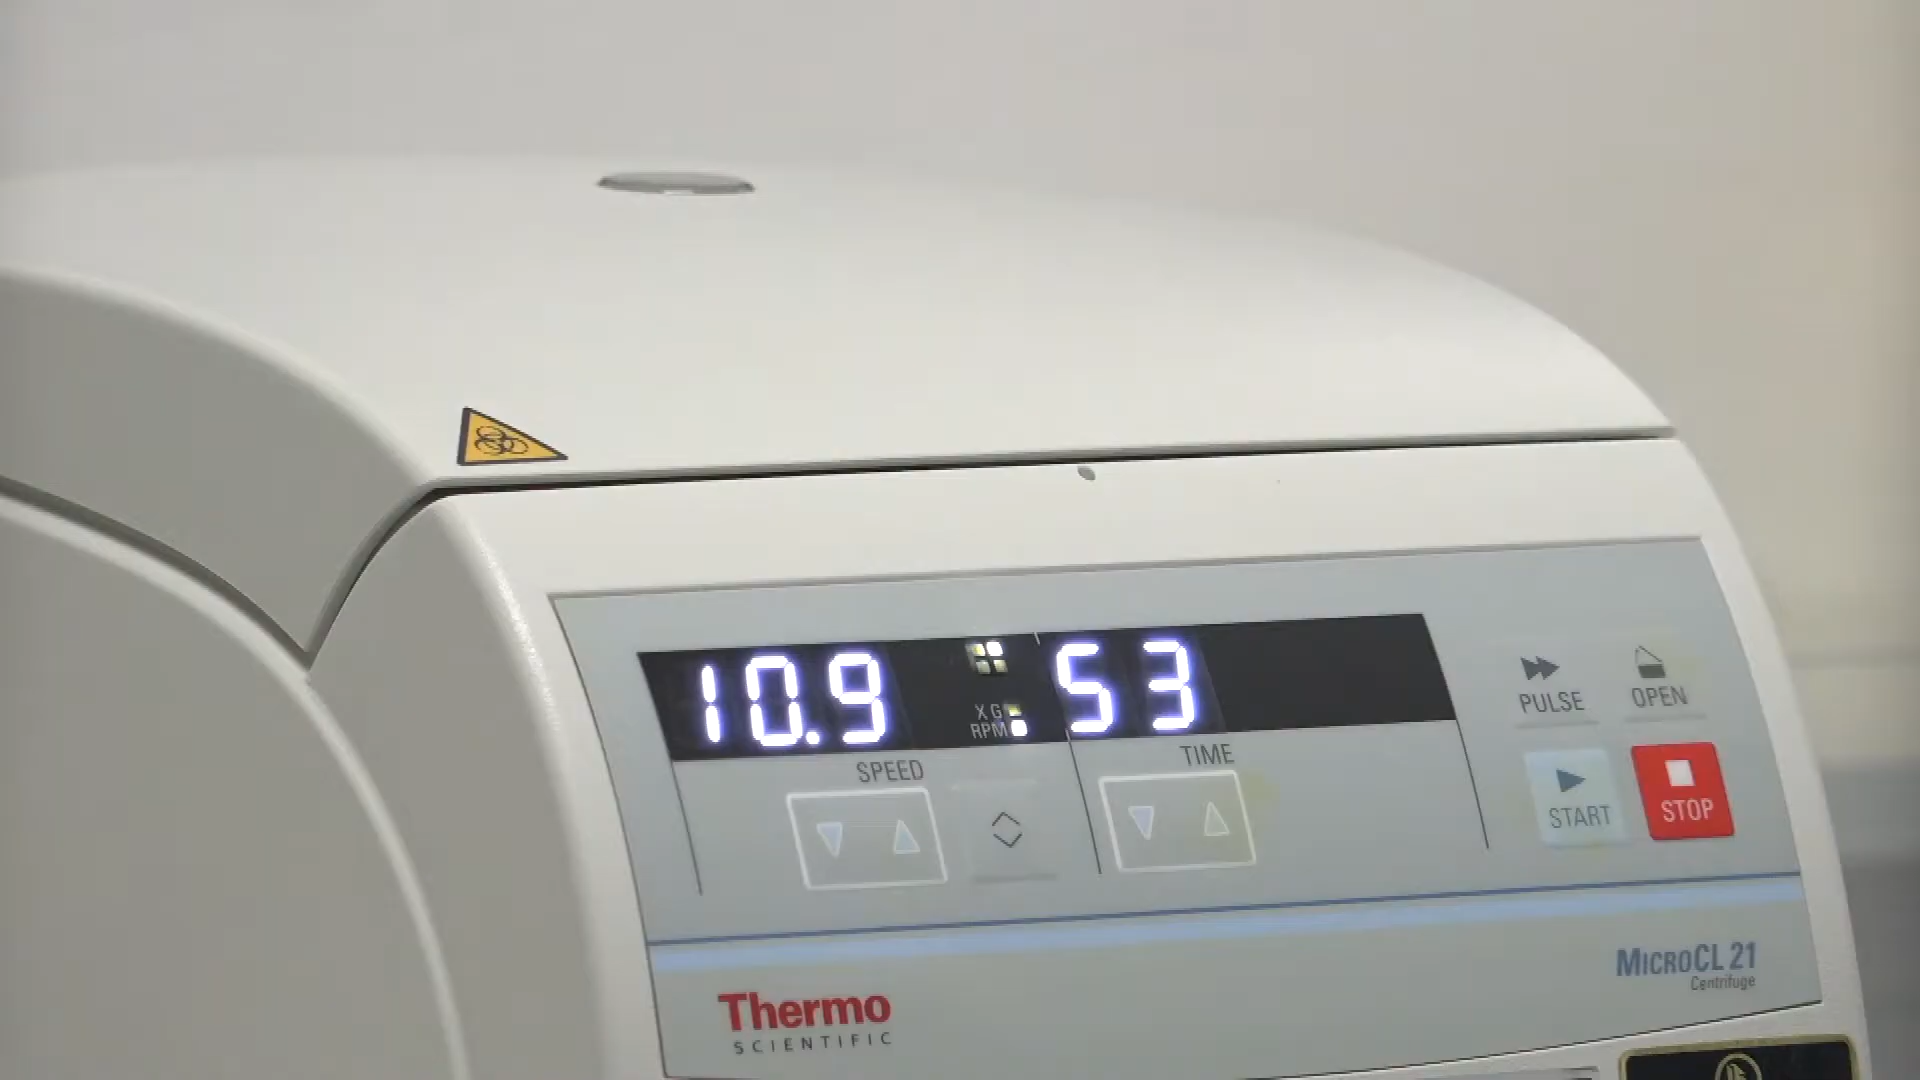 10.9
:53
X G
RPM
SPEED
TIME
PULSE
OPEN
START
STOP
MICROCL 21
Centrifuge
Thermo
SCIENTIFIC